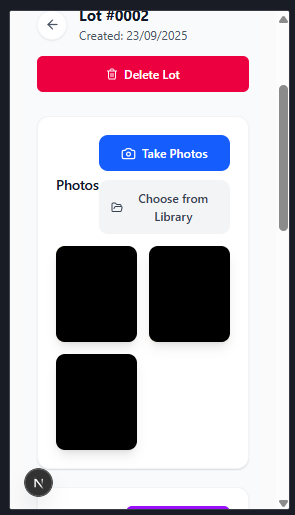 Lot #0002
Created: 23/09/2025
Delete Lot
Take Photos
Photos
Choose from
Library
N